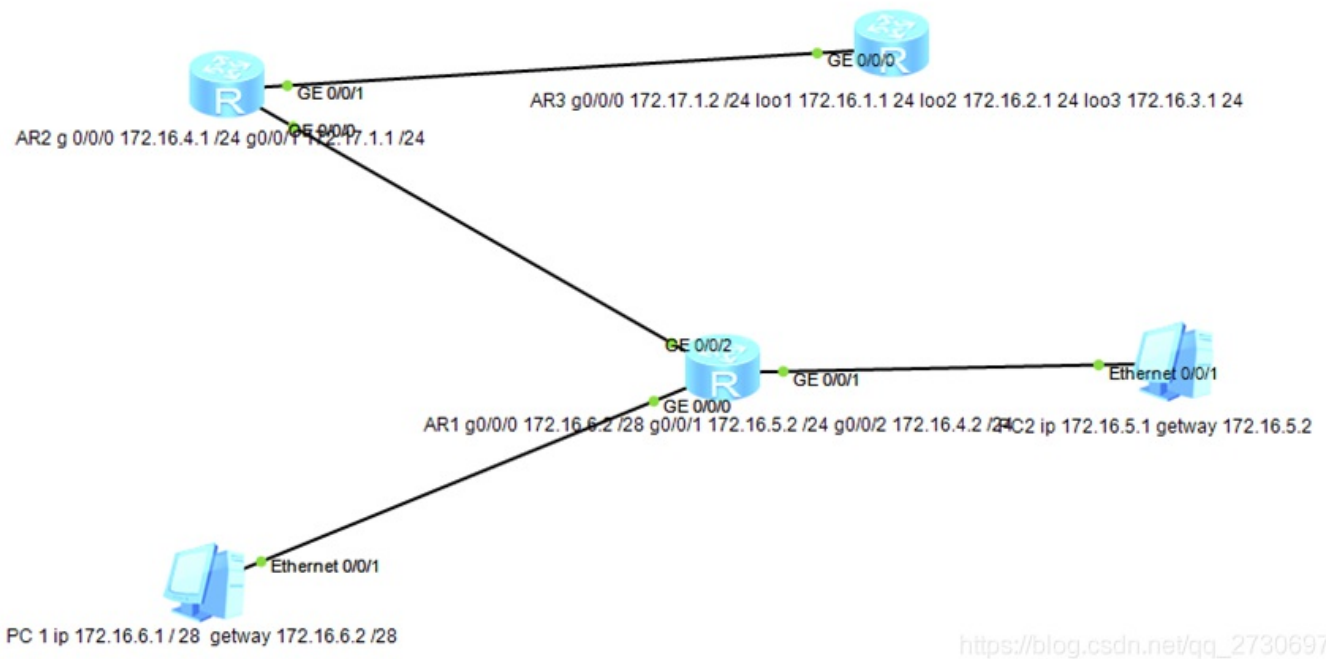 GE 0/0/0
GE 0/0/1
AR3 g0/0/0 172.17.1.2 /24 loo1 172.16.1.1 24 loo2 172.16.2.1 24 loo3 172.16.3.1 24
GE 0/0/0
AR2 g 0/0/0 172.16.4.1 /24 g0/0/1 172.17.1.1 /24
GE 0/0/2
GE 0/0/1
Ethernet 0/0/1
GE 0/0/0
AR1 g0/0/0 172.16.6.2 /28 g0/0/1 172.16.5.2 /24 g0/0/2 172.16.4.2 /24
PC2 ip 172.16.5.1 getway 172.16.5.2
Ethernet 0/0/1
PC 1 ip 172.16.6.1 / 28 getway 172.16.6.2 /28
https://blog.csdn.net/qq_2730697
R
R
R